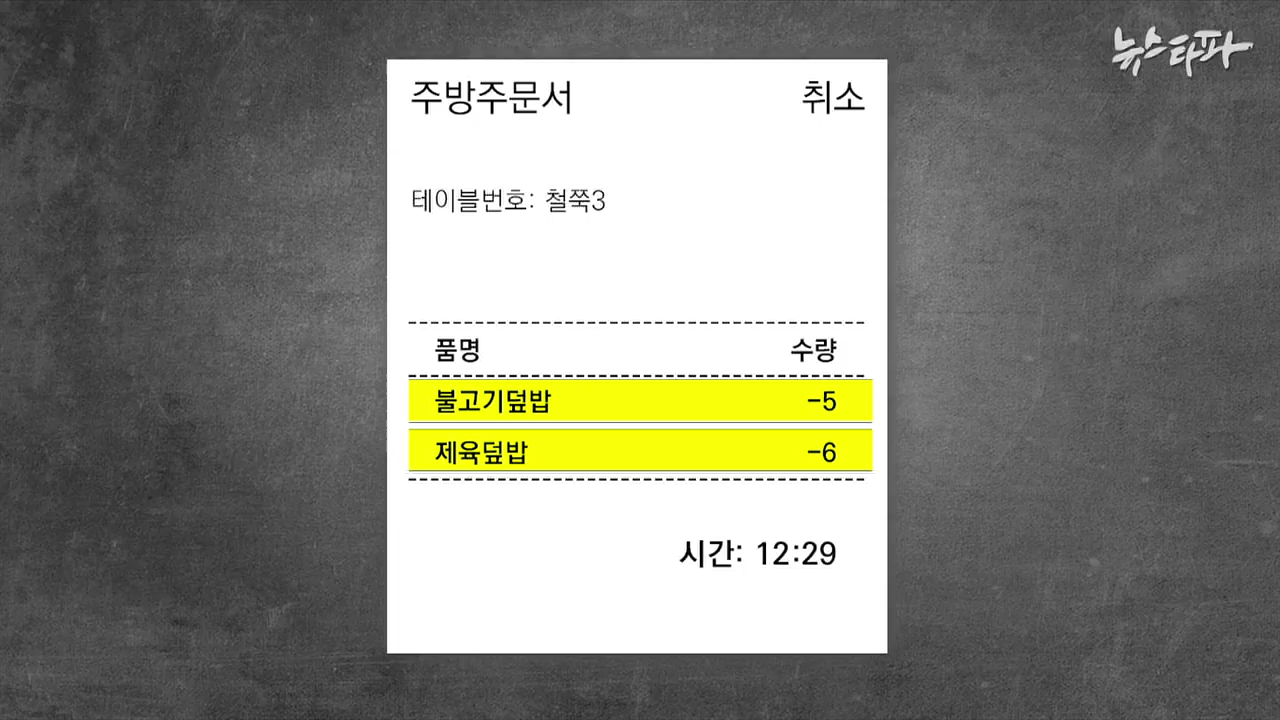 뉴스타파
주방주문서 취소
테이블번호: 철쭉3
품명 수량
불고기덮밥 -5
제육덮밥 -6
시간: 12:29